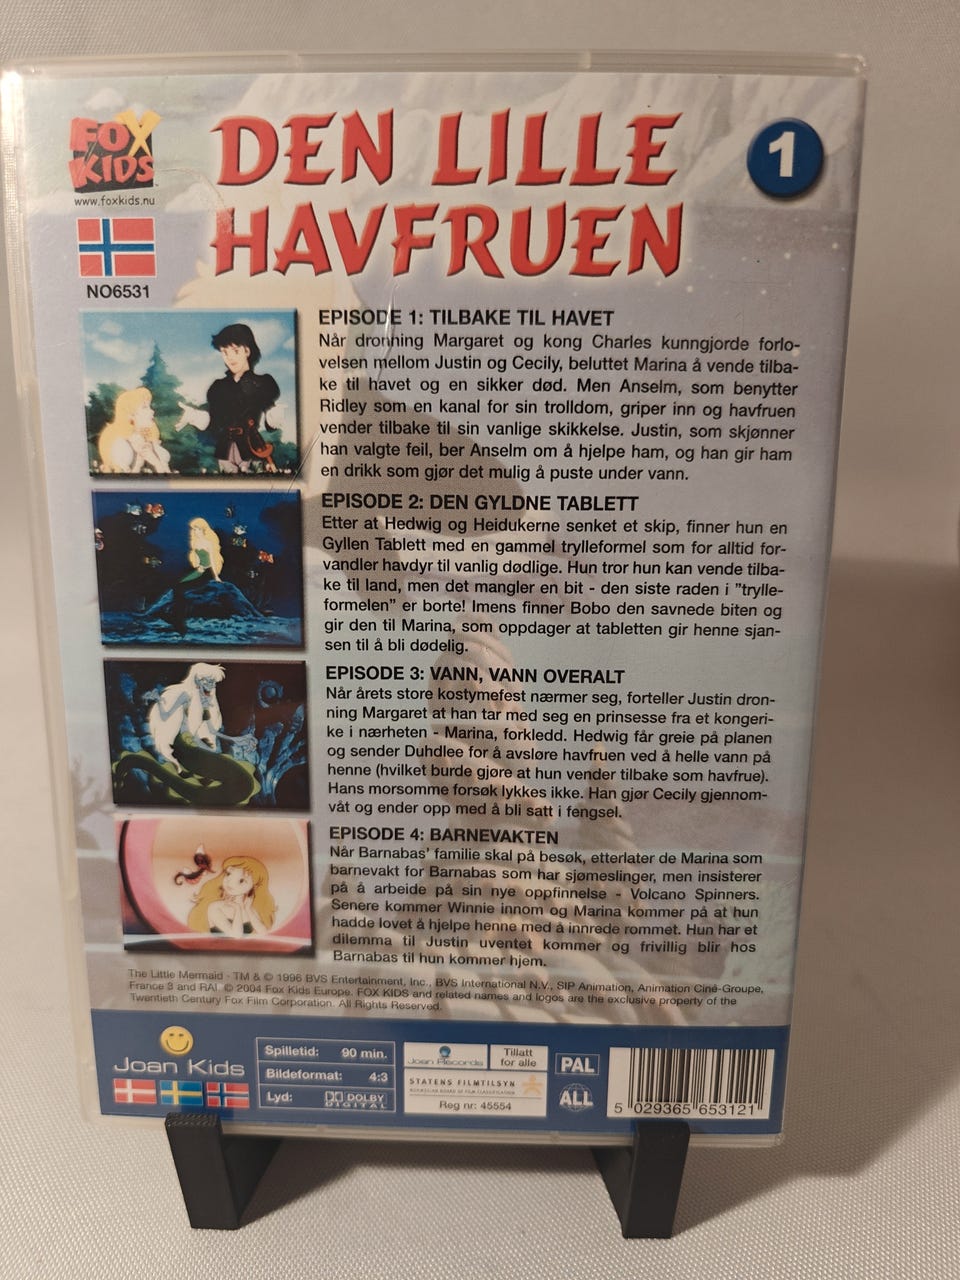 FOX
KIDS
www.foxkids.nu
NO6531
DEN LILLE
HAVFRUEN
1
EPISODE 1: TILBAKE TIL HAVET
Når dronning Margaret og kong Charles kunngjorde forlo-
velsen mellom Justin og Cecily, beluttet Marina å vende tilba-
ke til havet og en sikker død. Men Anselm, som benytter
Ridley som en kanal for sin trolldom, griper inn og havfruen
vender tilbake til sin vanlige skikkelse. Justin, som skjønner
han valgte feil, ber Anselm om å hjelpe ham, og han gir ham
en drikk som gjør det mulig å puste under vann.
EPISODE 2: DEN GYLDNE TABLETT
Etter at Hedwig og Heidukerne senket et skip, finner hun en
Gyllen Tablett med en gammel trylleformel som for alltid for-
vandler havdyr til vanlig dødlige. Hun tror hun kan vende tilba-
ke til land, men det mangler en bit - den siste raden i ”trylle-
formelen” er borte! Imens finner Bobo den savnede biten og
gir den til Marina, som oppdager at tabletten gir henne sjan-
sen til å bli dødelig.
EPISODE 3: VANN, VANN OVERALT
Når årets store kostymefest nærmer seg, forteller Justin dron-
ning Margaret at han tar med seg en prinsesse fra et kongeri-
ke i nærheten - Marina, forkledd. Hedwig får greie på planen
og sender Duhdlee for å avsløre havfruen ved å helle vann på
henne (hvilket burde gjøre at hun vender tilbake som havfrue).
Hans morsomme forsøk lykkes ikke. Han gjør Cecily gjennom-
våt og ender opp med å bli satt i fengsel.
EPISODE 4: BARNEVAKTEN
Når Barnabas’ familie skal på besøk, etterlater de Marina som
barnevakt for Barnabas som har sjømeslinger, men insisterer
på å arbeide på sin nye oppfinnelse - Volcano Spinners.
Senere kommer Winnie innom og Marina kommer på at hun
hadde lovet å hjelpe henne med å innrede rommet. Hun har et
dilemma til Justin uventet kommer og frivillig blir hos
Barnabas til hun kommer hjem.
The Little Mermaid - TM & © 1996 BVS Entertainment, Inc., BVS International N.V., SIP Animation, Animation Ciné-Groupe,
France 3 and RAI. © 2004 Fox Kids Europe. FOX KIDS and related names and logos are the exclusive property of the
Twentieth Century Fox Film Corporation. All Rights Reserved.
Joan Kids
Spilletid: 90 min.
Bildeformat: 4:3
Lyd: DOLBY
DIGITAL
Joan Records
Tillatt
for alle
STATENS FILMTILSYN
NORWEGIAN BOARD OF FILM CLASSIFICATION
Reg nr: 45554
PAL
ALL
5 029365 653121